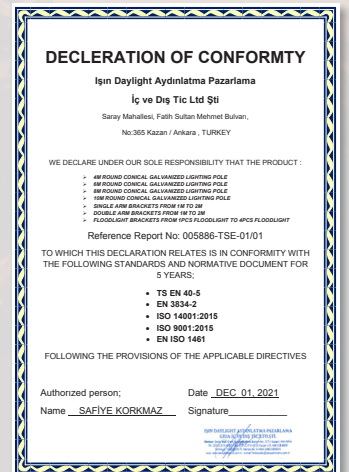 DECLERATION OF CONFORMTY
Işın Daylight Aydınlatma Pazarlama
İç ve Dış Tic Ltd Şti
Saray Mahallesi, Fatih Sultan Mehmet Bulvarı,
No:365 Kazan / Ankara , TURKEY
WE DECLARE UNDER OUR SOLE RESPONSIBILITY THAT THE PRODUCT :
➢ 4M ROUND CONICAL GALVANIZED LIGHTING POLE
➢ 6M ROUND CONICAL GALVANIZED LIGHTING POLE
➢ 8M ROUND CONICAL GALVANIZED LIGHTING POLE
➢ 10M ROUND CONICAL GALVANIZED LIGHTING POLE
➢ SINGLE ARM BRACKETS FROM 1M TO 2M
➢ DOUBLE ARM BRACKETS FROM 1M TO 2M
➢ FLOODLIGHT BRACKETS FROM 1PCS FLOODLIGHT TO 4PCS FLOODLIGHT
Reference Report No: 005886-TSE-01/01
TO WHICH THIS DECLARATION RELATES IS IN CONFORMITY WITH
THE FOLLOWING STANDARDS AND NORMATIVE DOCUMENT FOR
5 YEARS;
• TS EN 40-5
• EN 3834-2
• ISO 14001:2015
• ISO 9001:2015
• EN ISO 1461
FOLLOWING THE PROVISIONS OF THE APPLICABLE DIRECTIVES
Authorized person; Date DEC 01, 2021
Name SAFİYE KORKMAZ Signature
IŞIN DAYLIGHT AYDINLATMA PAZARLAMA